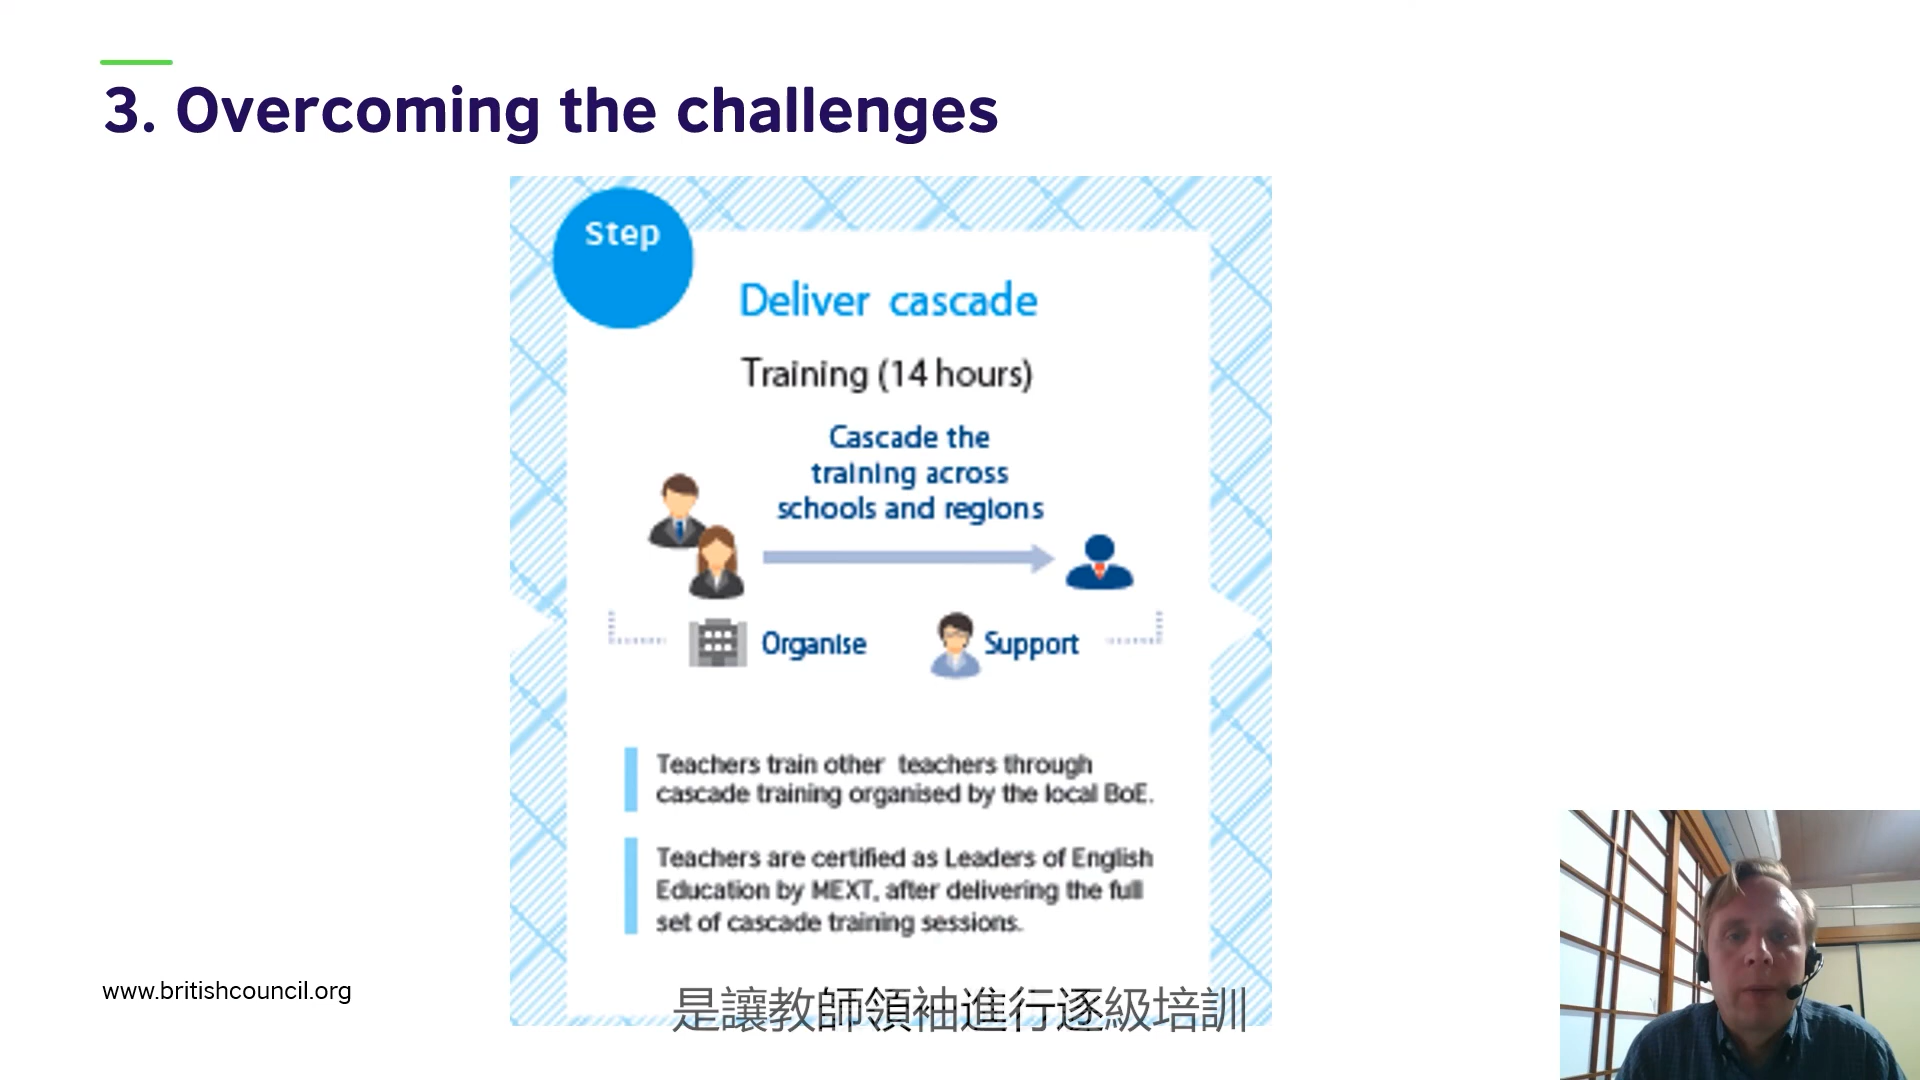 3. Overcoming the challenges
Step
Deliver cascade
Training (14 hours)
Cascade the
training across
schools and regions
Organise
Support
Teachers train other teachers through
cascade training organised by the local BoE.
Teachers are certified as Leaders of English
Education by MEXT, after delivering the full
set of cascade training sessions.
www.britishcouncil.org
是讓教師領袖進行逐級培訓